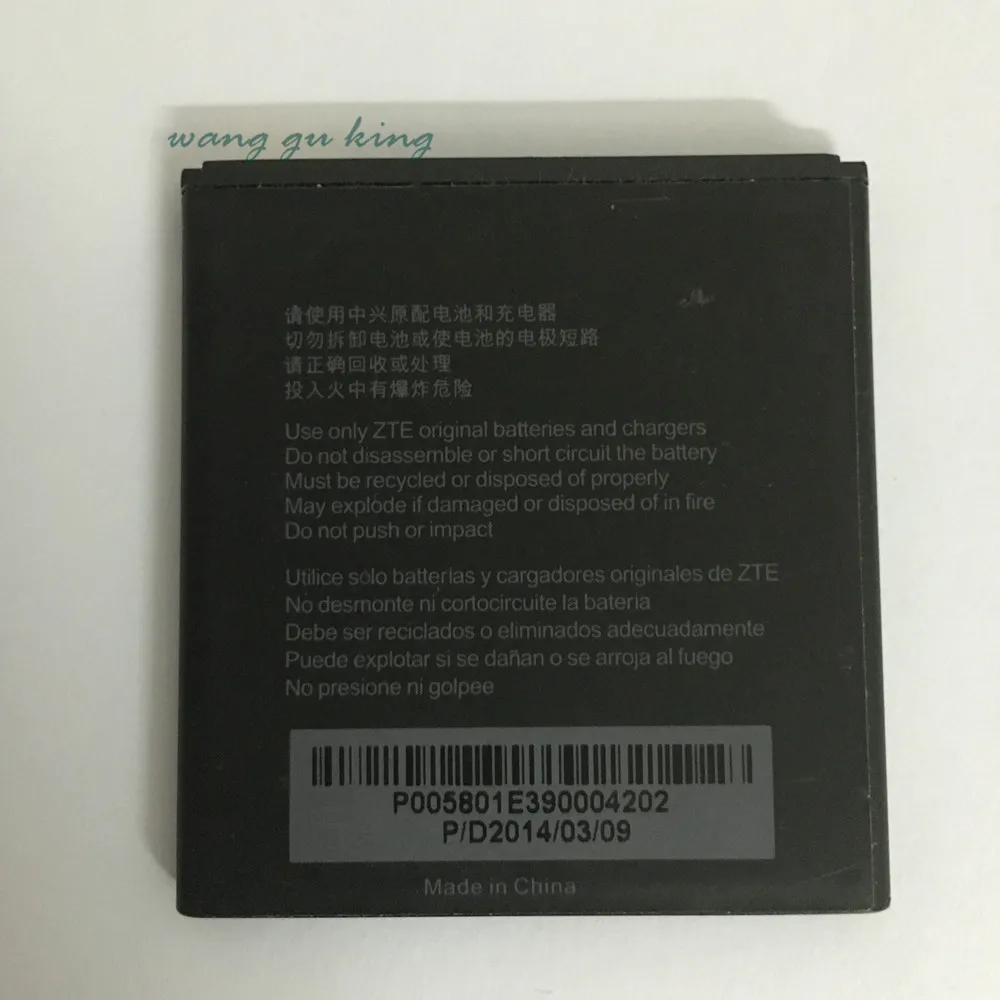 wang gu king
请使用中兴原配电池和充电器
切勿拆卸电池或使电池的电极短路
请正确回收或处理
投入火中有爆炸危险
Use only ZTE original batteries and chargers
Do not disassemble or short circuit the battery
Must be recycled or disposed of properly
May explode if damaged or disposed of in fire
Do not push or impact
Utilice sólo baterías y cargadores originales de ZTE
No desmonte ni cortocircuite la batería
Debe ser reciclados o eliminados adecuadamente
Puede explotar si se dañan o se arroja al fuego
No presione ni golpee
P005801E390004202
P/D2014/03/09
Made in China